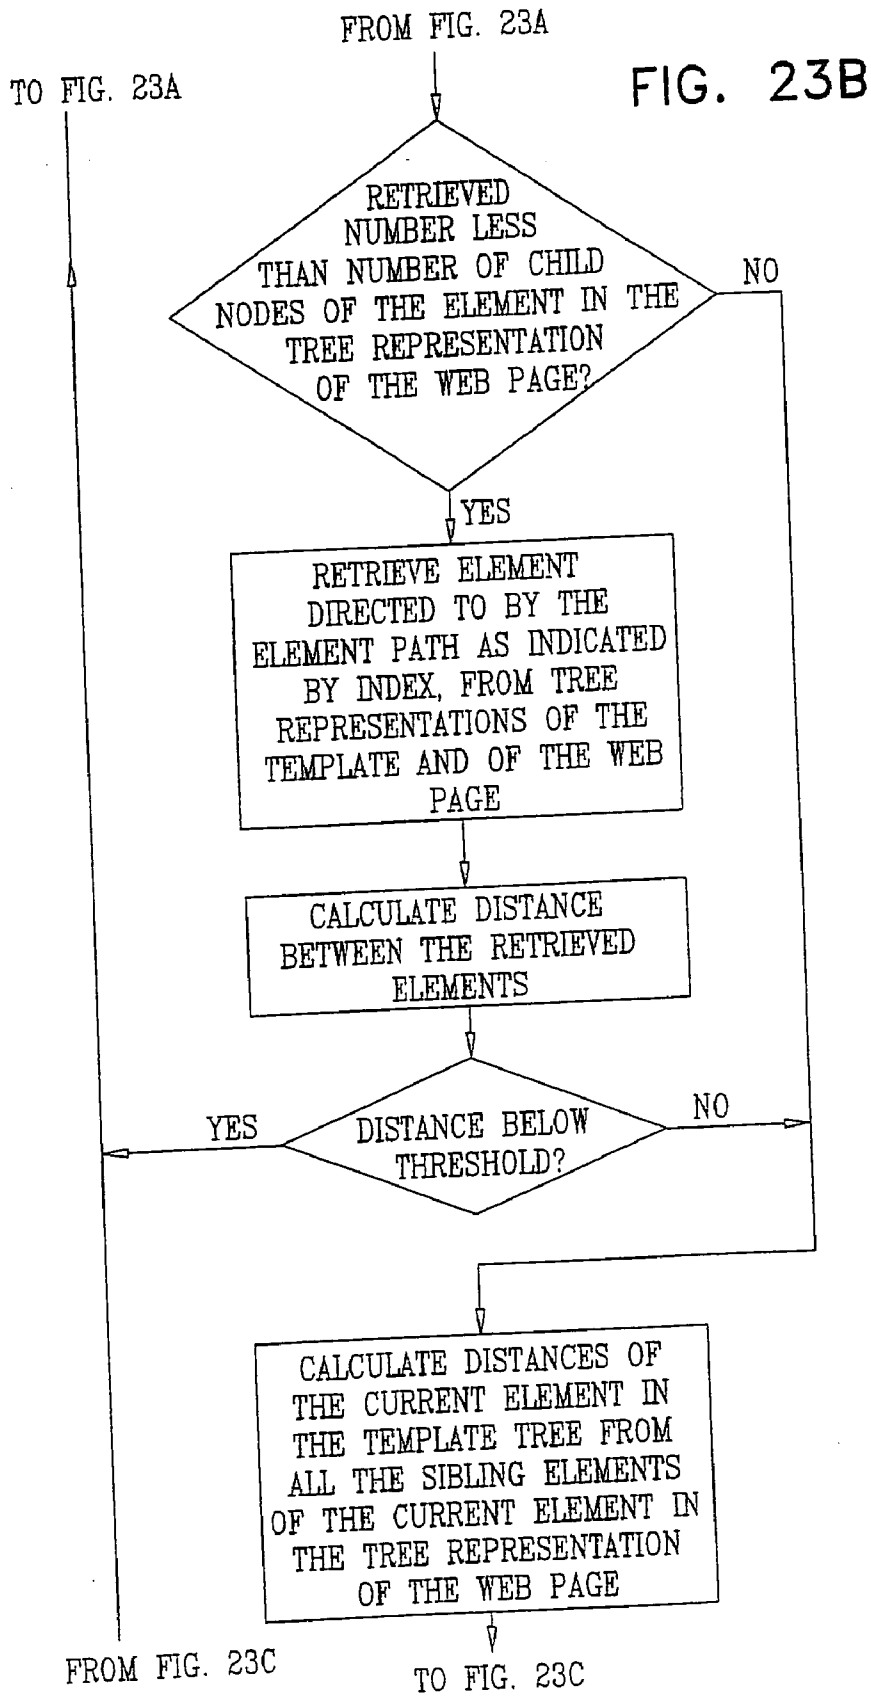 FROM FIG. 23A
TO FIG. 23A
FIG. 23B
RETRIEVED
NUMBER LESS
THAN NUMBER OF CHILD
NODES OF THE ELEMENT IN THE
TREE REPRESENTATION
OF THE WEB PAGE?
NO
YES
RETRIEVE ELEMENT
DIRECTED TO BY THE
ELEMENT PATH AS INDICATED
BY INDEX, FROM TREE
REPRESENTATIONS OF THE
TEMPLATE AND OF THE WEB
PAGE
CALCULATE DISTANCE
BETWEEN THE RETRIEVED
ELEMENTS
YES
DISTANCE BELOW
THRESHOLD?
NO
CALCULATE DISTANCES OF
THE CURRENT ELEMENT IN
THE TEMPLATE TREE FROM
ALL THE SIBLING ELEMENTS
OF THE CURRENT ELEMENT IN
THE TREE REPRESENTATION
OF THE WEB PAGE
FROM FIG. 23C
TO FIG. 23C